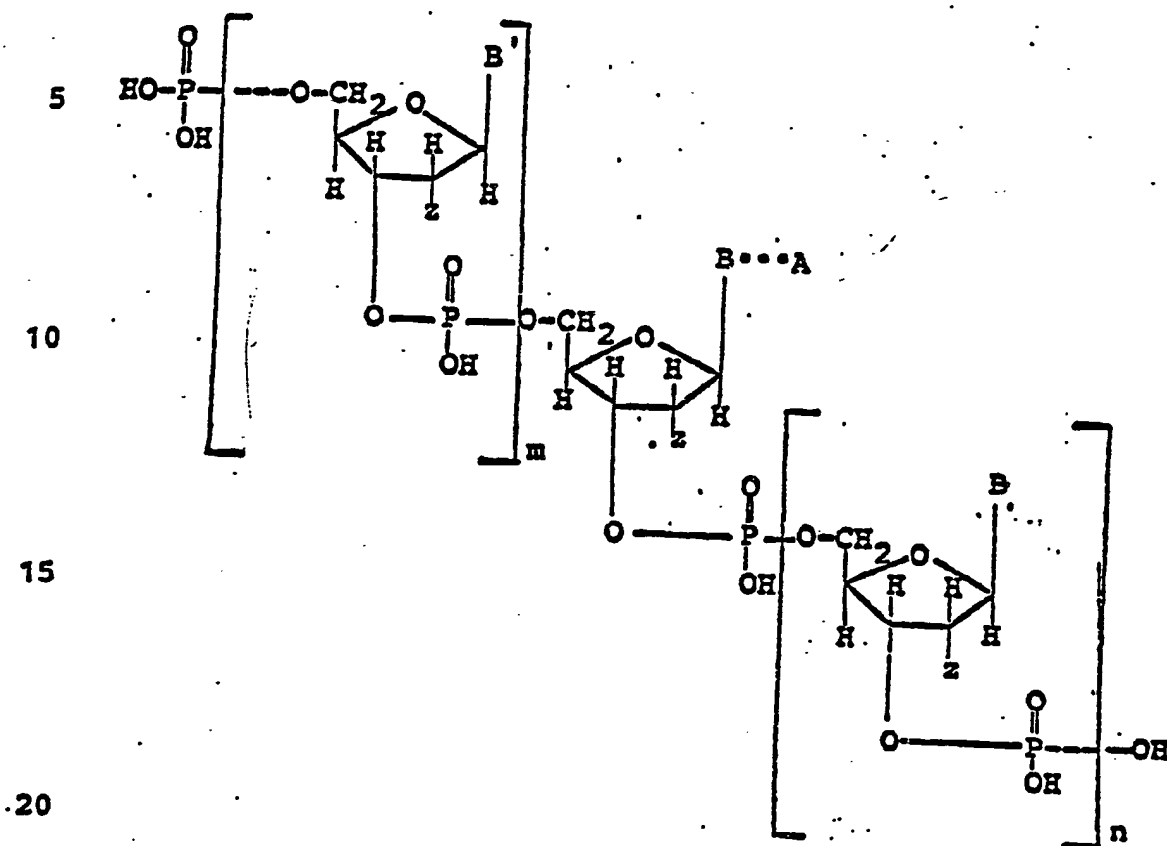 O B'
5 HO-P-O-CH2 O
OH H H
H H
z
O B A
10 O P O-CH2 O
OH H H
H H
m z
O B'
O P O-CH2 O
15 OH H H
H H
z
O
O P OH
OH
20 n